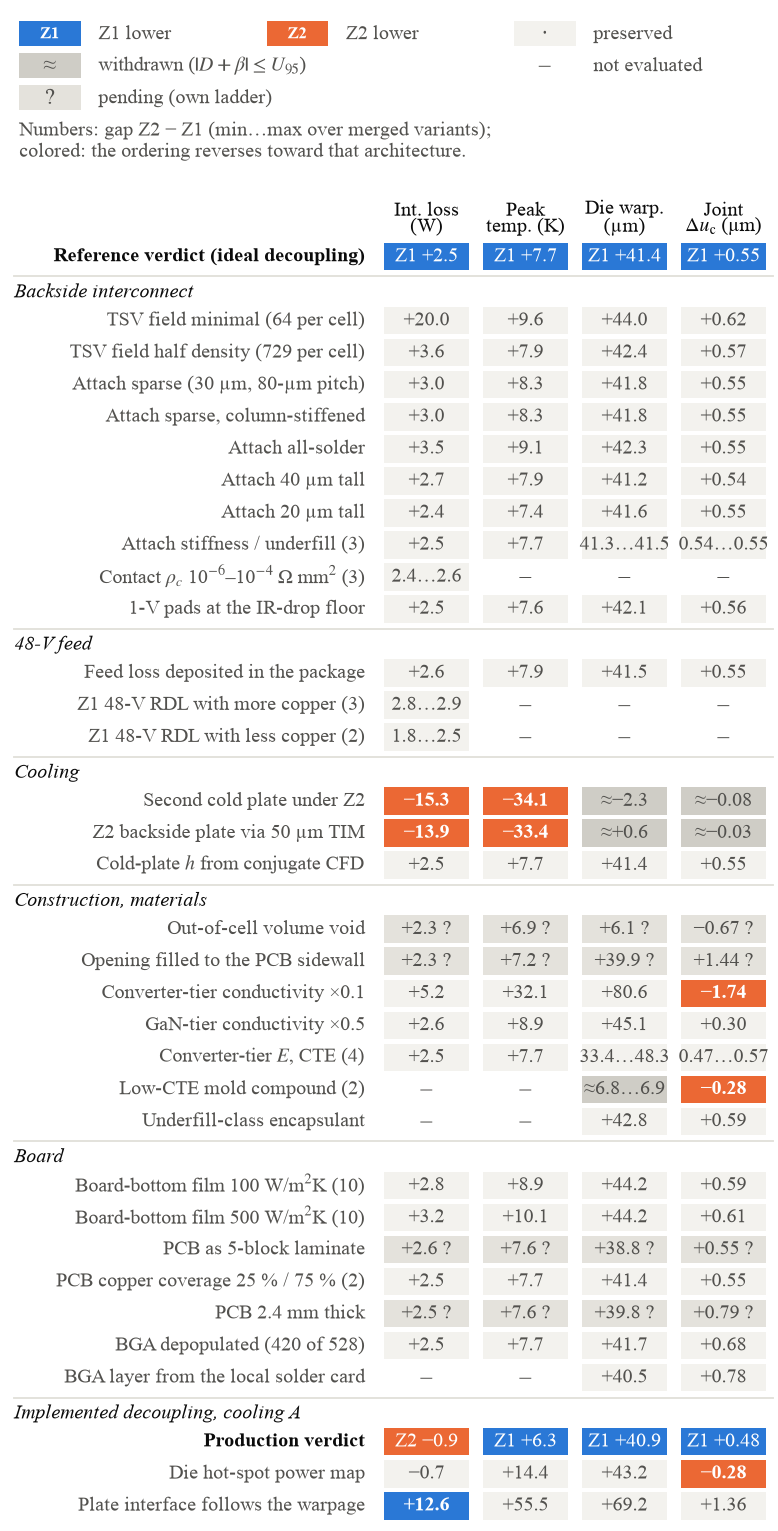 Z1 Z1 lower Z2 Z2 lower · preserved
≈ withdrawn (|D + β| ≤ U95) – not evaluated
? pending (own ladder)
Numbers: gap Z2 − Z1 (min…max over merged variants);
colored: the ordering reverses toward that architecture.
Int. loss (W) Peak temp. (K) Die warp. (µm) Joint Δuc (µm)
Reference verdict (ideal decoupling) Z1 +2.5 Z1 +7.7 Z1 +41.4 Z1 +0.55
Backside interconnect
TSV field minimal (64 per cell) +20.0 +9.6 +44.0 +0.62
TSV field half density (729 per cell) +3.6 +7.9 +42.4 +0.57
Attach sparse (30 µm, 80-µm pitch) +3.0 +8.3 +41.8 +0.55
Attach sparse, column-stiffened +3.0 +8.3 +41.8 +0.55
Attach all-solder +3.5 +9.1 +42.3 +0.55
Attach 40 µm tall +2.7 +7.9 +41.2 +0.54
Attach 20 µm tall +2.4 +7.4 +41.6 +0.55
Attach stiffness / underfill (3) +2.5 +7.7 41.3…41.5 0.54…0.55
Contact ρc 10−6–10−4 Ω mm2 (3) 2.4…2.6 – – –
1-V pads at the IR-drop floor +2.5 +7.6 +42.1 +0.56
48-V feed
Feed loss deposited in the package +2.6 +7.9 +41.5 +0.55
Z1 48-V RDL with more copper (3) 2.8…2.9 – – –
Z1 48-V RDL with less copper (2) 1.8…2.5 – – –
Cooling
Second cold plate under Z2 −15.3 −34.1 ≈−2.3 ≈−0.08
Z2 backside plate via 50 µm TIM −13.9 −33.4 ≈+0.6 ≈−0.03
Cold-plate h from conjugate CFD +2.5 +7.7 +41.4 +0.55
Construction, materials
Out-of-cell volume void +2.3 ? +6.9 ? +6.1 ? −0.67 ?
Opening filled to the PCB sidewall +2.3 ? +7.2 ? +39.9 ? +1.44 ?
Converter-tier conductivity ×0.1 +5.2 +32.1 +80.6 −1.74
GaN-tier conductivity ×0.5 +2.6 +8.9 +45.1 +0.30
Converter-tier E, CTE (4) +2.5 +7.7 33.4…48.3 0.47…0.57
Low-CTE mold compound (2) – – ≈6.8…6.9 −0.28
Underfill-class encapsulant – – +42.8 +0.59
Board
Board-bottom film 100 W/m2K (10) +2.8 +8.9 +44.2 +0.59
Board-bottom film 500 W/m2K (10) +3.2 +10.1 +44.2 +0.61
PCB as 5-block laminate +2.6 ? +7.6 ? +38.8 ? +0.55 ?
PCB copper coverage 25 % / 75 % (2) +2.5 +7.7 +41.4 +0.55
PCB 2.4 mm thick +2.5 ? +7.6 ? +39.8 ? +0.79 ?
BGA depopulated (420 of 528) +2.5 +7.7 +41.7 +0.68
BGA layer from the local solder card – – +40.5 +0.78
Implemented decoupling, cooling A
Production verdict Z2 −0.9 Z1 +6.3 Z1 +40.9 Z1 +0.48
Die hot-spot power map −0.7 +14.4 +43.2 −0.28
Plate interface follows the warpage +12.6 +55.5 +69.2 +1.36